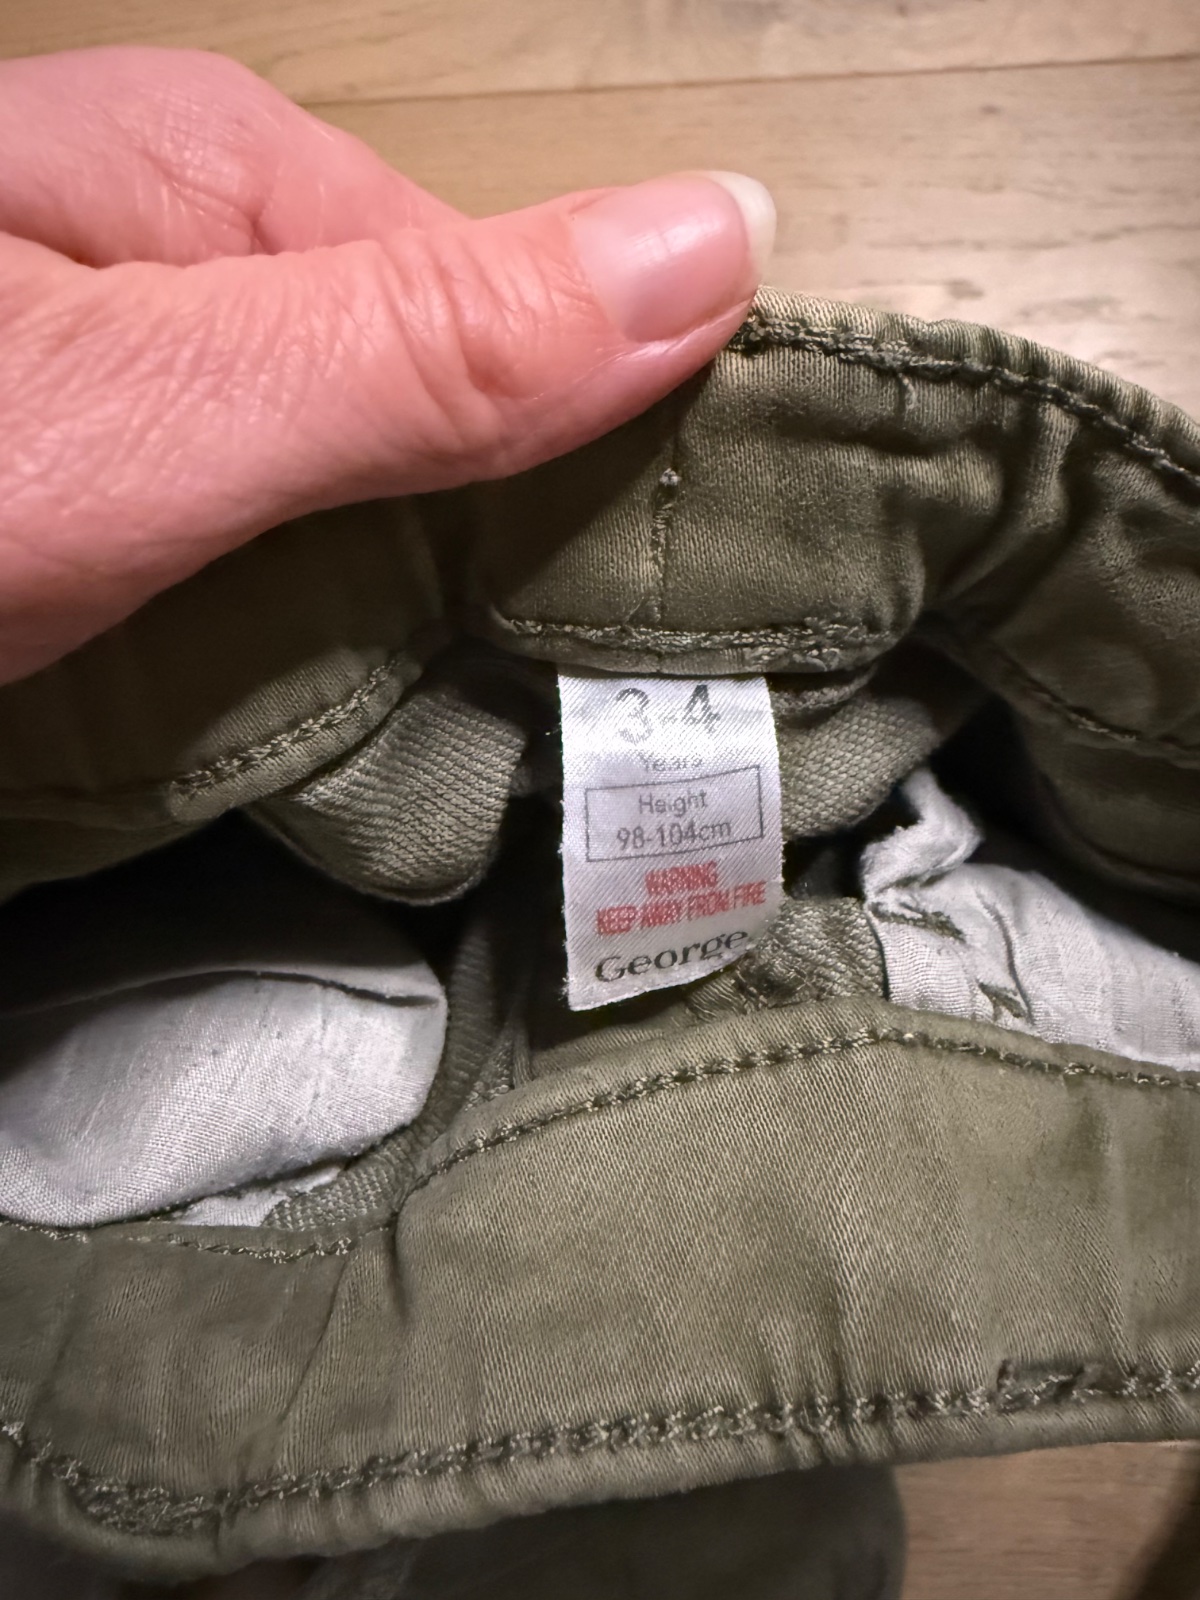 3-4
Years
Height
98-104cm
WARNING
KEEP AWAY FROM FIRE
George